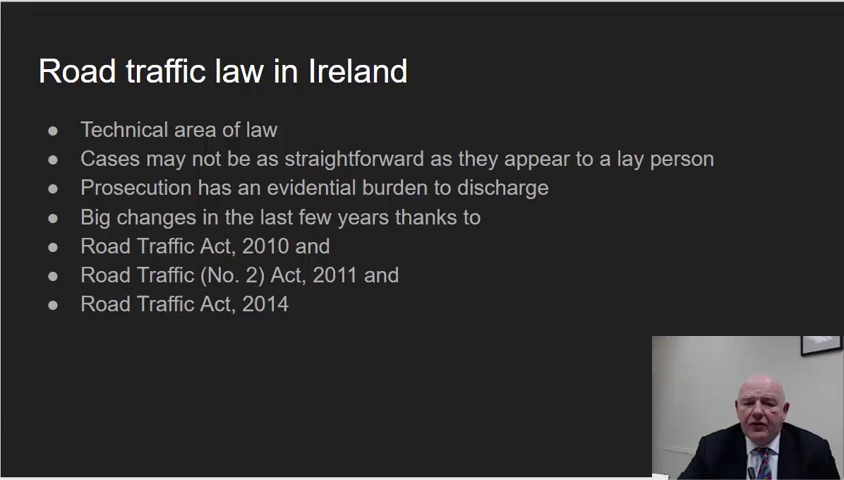 Road traffic law in Ireland
● Technical area of law
● Cases may not be as straightforward as they appear to a lay person
● Prosecution has an evidential burden to discharge
● Big changes in the last few years thanks to
● Road Traffic Act, 2010 and
● Road Traffic (No. 2) Act, 2011 and
● Road Traffic Act, 2014